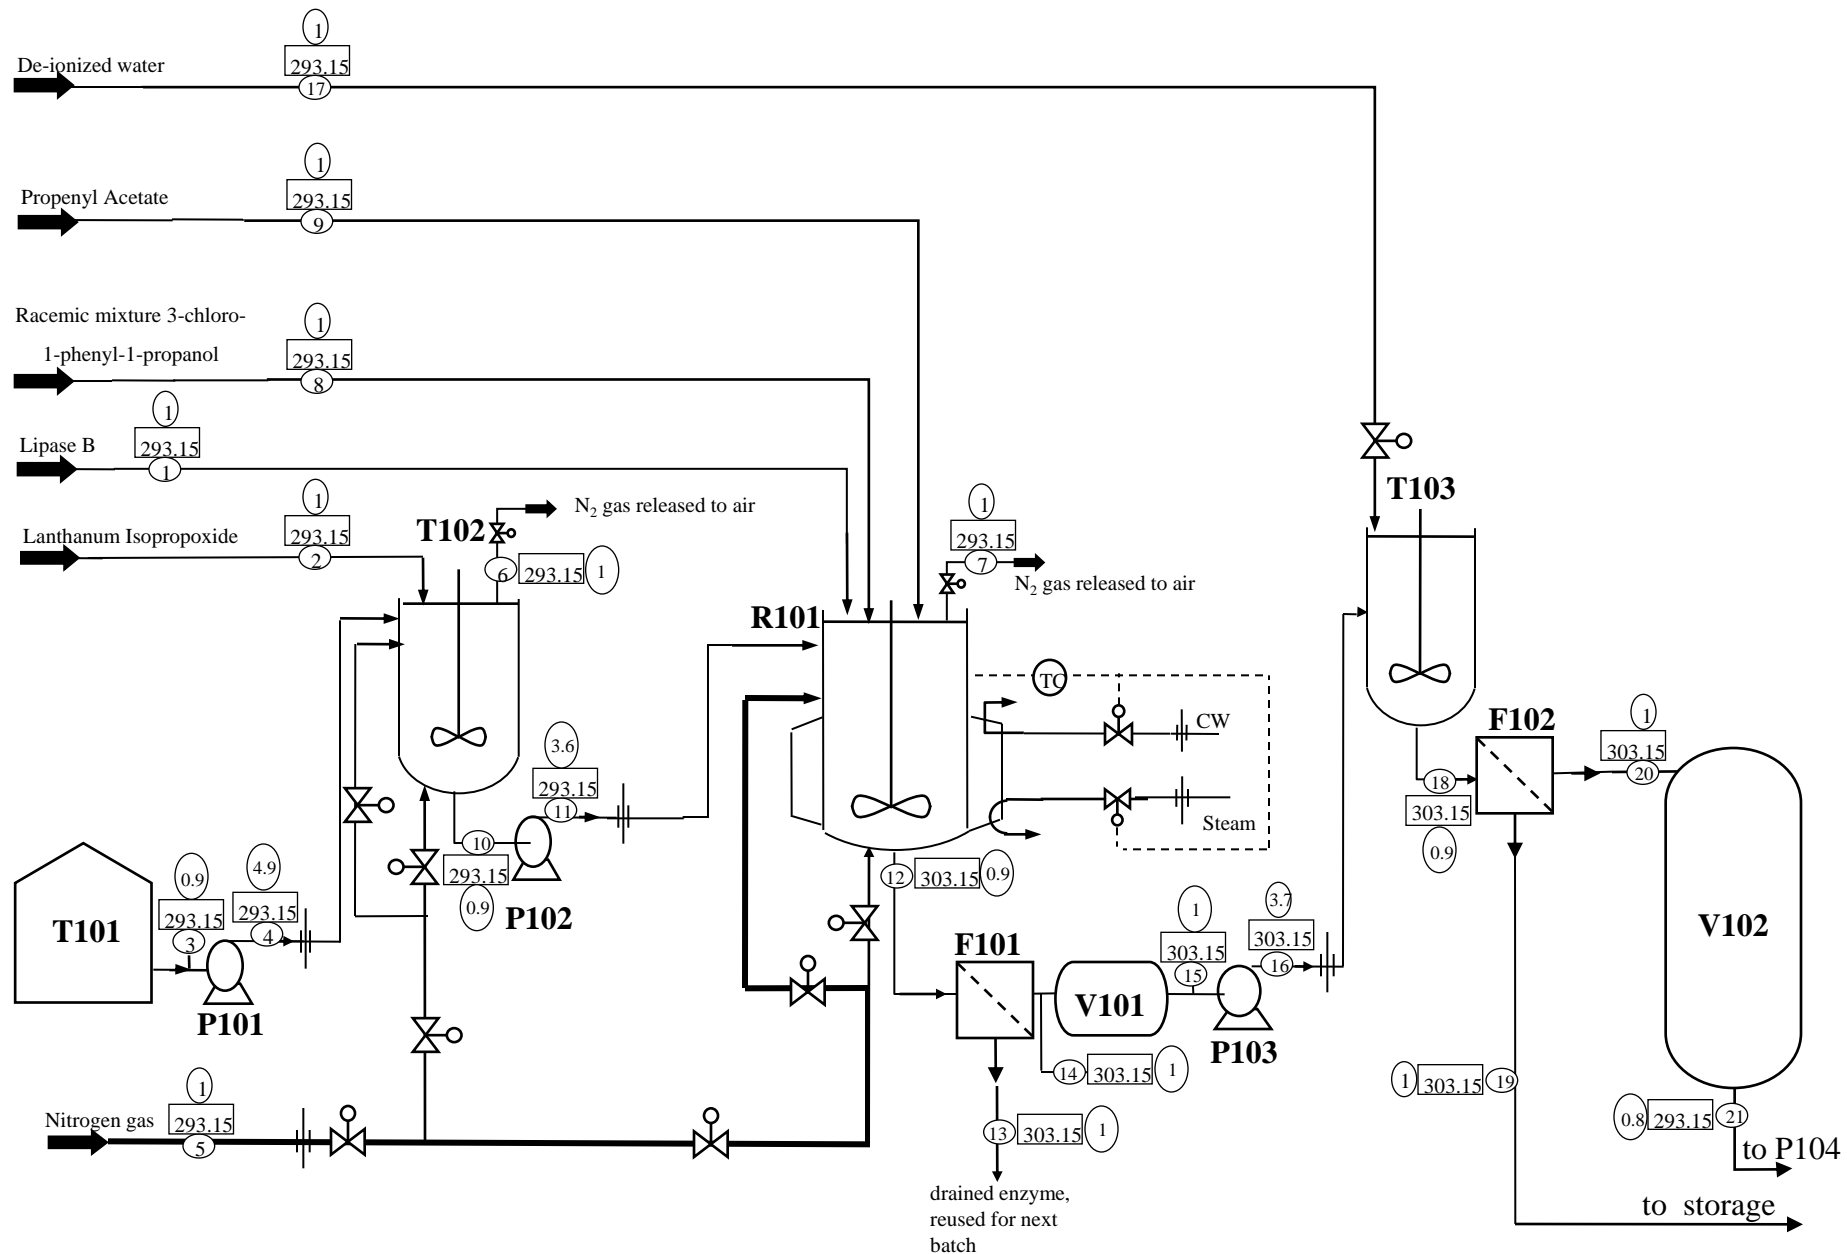 1
293.15
De-ionized water
17
1
293.15
Propenyl Acetate
9
Racemic mixture 3-chloro-
1-phenyl-1-propanol
1
293.15
8
1
293.15
Lipase B
1
1
293.15
Lanthanum Isopropoxide
2
T102
N2 gas released to air
6
293.15
1
1
293.15
7
N2 gas released to air
R101
T103
TC
CW
Steam
3.6
293.15
11
10
293.15
0.9
P102
T101
0.9
293.15
3
4.9
293.15
4
P101
12
303.15
0.9
F101
V101
1
303.15
15
3.7
303.15
16
P103
14
303.15
1
13
303.15
1
drained enzyme,
reused for next
batch
1
293.15
Nitrogen gas
5
18
303.15
0.9
F102
1
303.15
20
V102
1
303.15
19
0.8
293.15
21
to P104
to storage